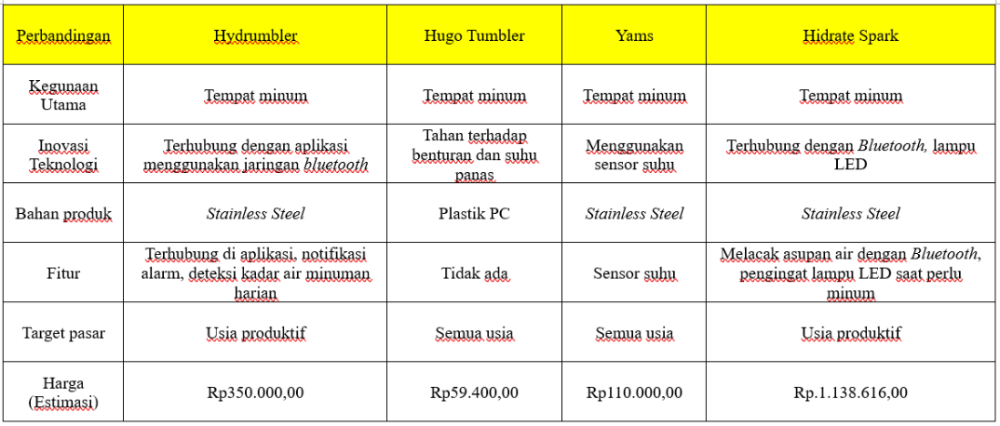 Perbandingan Hydrumbler Hugo Tumbler Yams Hidrate Spark
Kegunaan
Utama
Tempat minum Tempat minum Tempat minum Tempat minum
Inovasi
Teknologi
Terhubung dengan aplikasi
menggunakan jaringan bluetooth
Tahan terhadap
benturan dan suhu
panas
Menggunakan
sensor suhu
Terhubung dengan Bluetooth, lampu
LED
Bahan produk Stainless Steel Plastik PC Stainless Steel Stainless Steel
Fitur
Terhubung di aplikasi, notifikasi
alarm, deteksi kadar air minuman
harian
Tidak ada
Sensor suhu
Melacak asupan air dengan Bluetooth,
pengingat lampu LED saat perlu
minum
Target pasar Usia produktif Semua usia Semua usia Usia produktif
Harga
(Estimasi)
Rp350.000,00 Rp59.400,00 Rp110.000,00 Rp.1.138.616,00